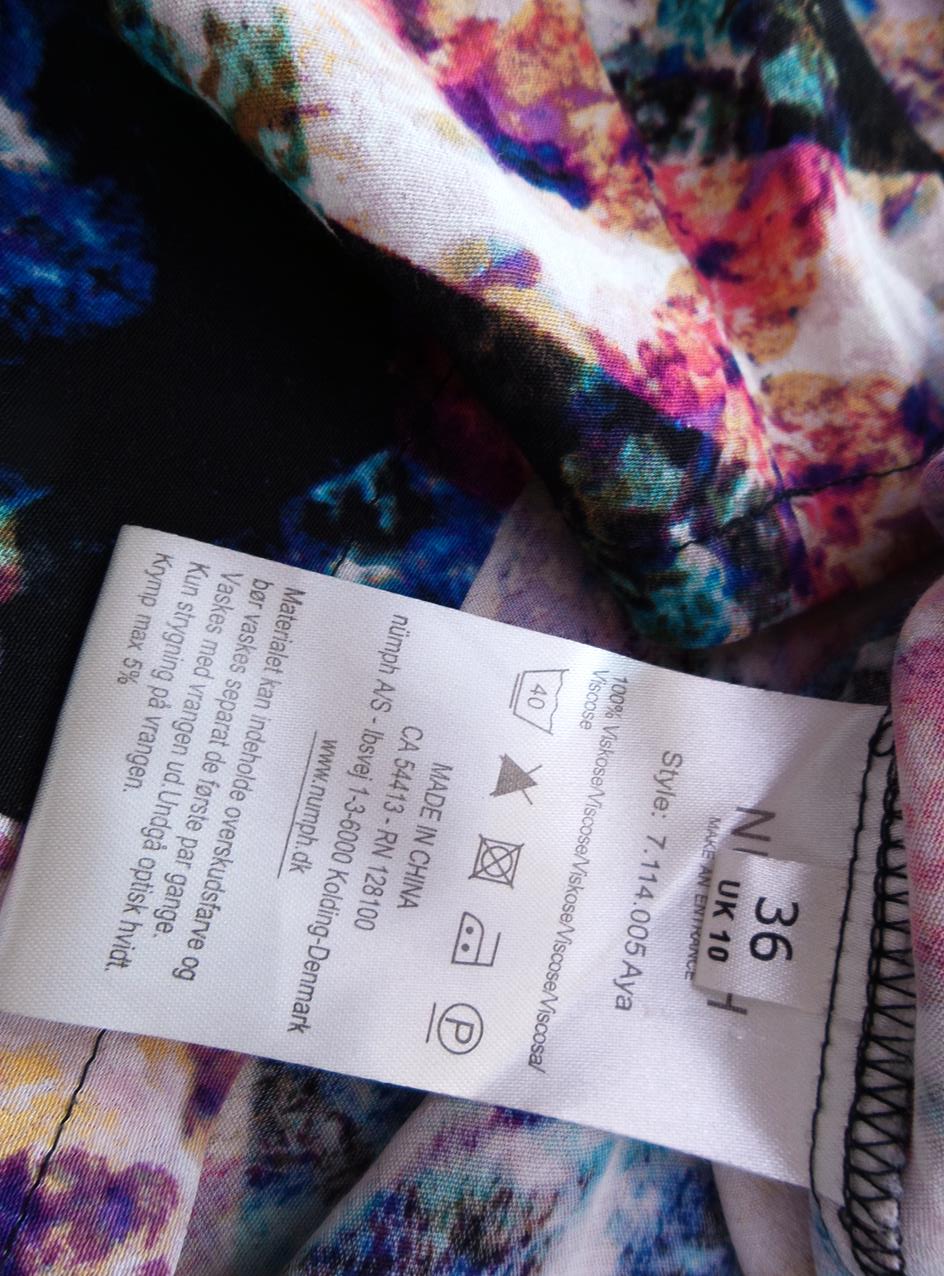 36
UK 10
MAKE AN ENTRANCE
Style: 7.114.005 Aya
100% Viskose/Viscose/Viskose/Viscose/Viscosa/
Viscose
40
P
MADE IN CHINA
CA 54413 - RN 128100
nümph A/S - Ibsvej 1-3-6000 Kolding-Denmark
www.numph.dk
Materialet kan indeholde overskudsfarve og
bør vaskes separat de første par gange.
Vaskes med vrangen ud.Undgå optisk hvidt.
Kun strygning på vrangen.
Krymp max 5%